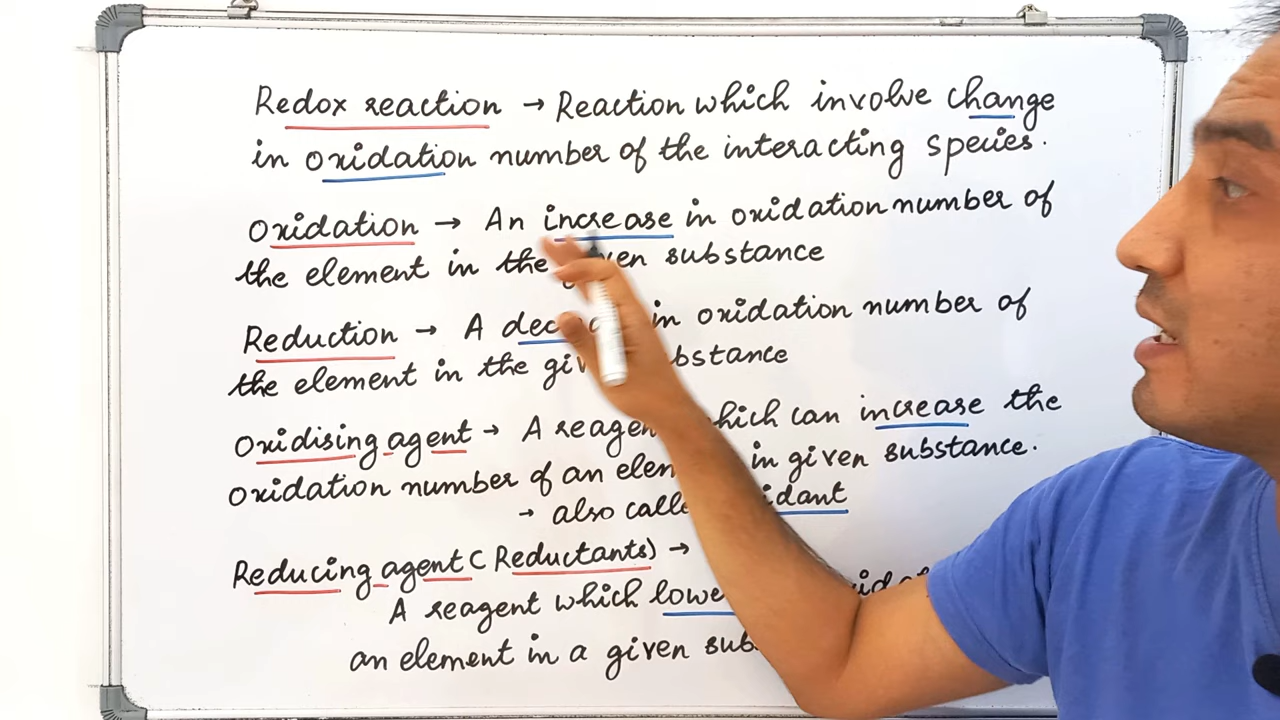 Redox reaction → Reaction which involve change
in oxidation number of the interacting species.
Oxidation → An increase in oxidation number of
the element in the given substance
Reduction → A in oxidation number of
the element in the substance
Oxidising agent → A reagent which can increase the
oxidation number of an in given substance.
→ also called
Reducing agent ( Reductants) →
A reagent which
an element in a given